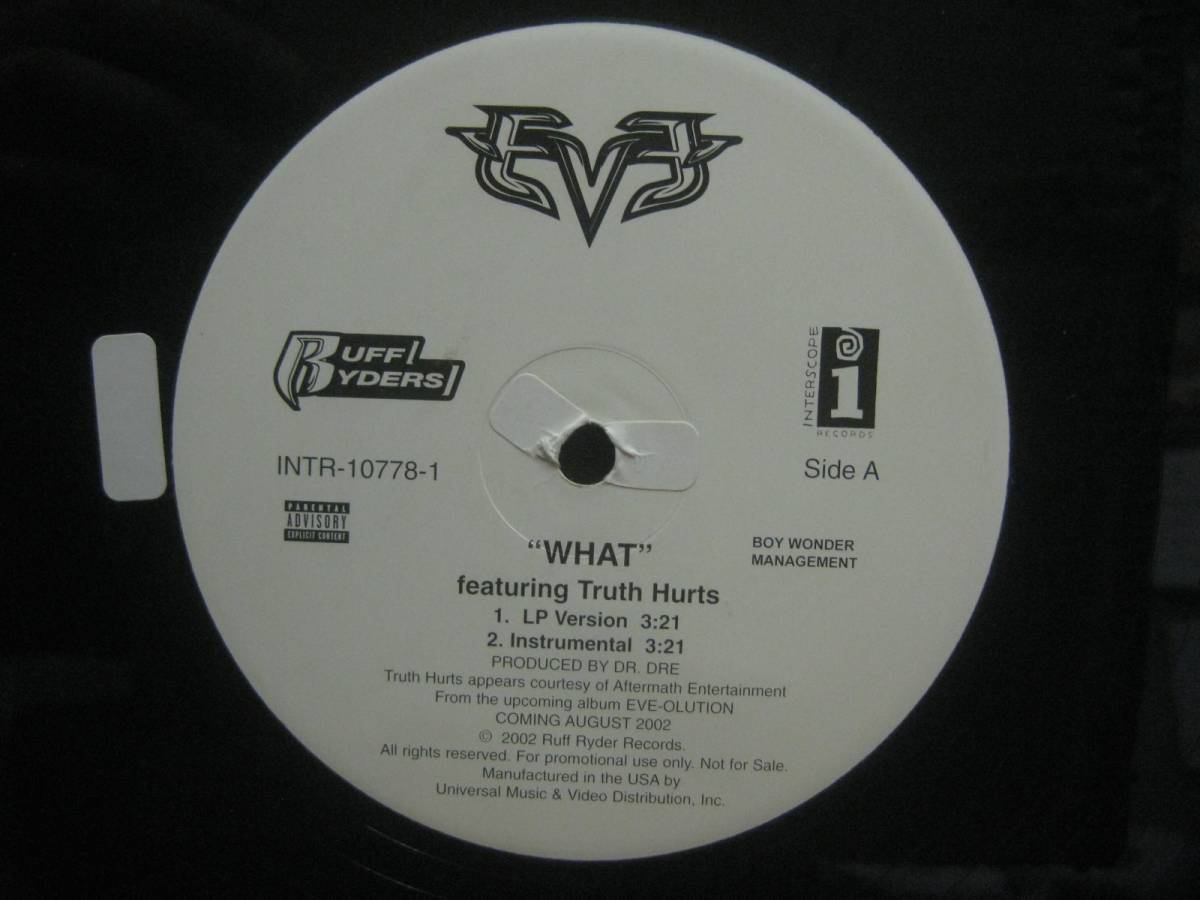 EVE
RUFF
RYDERS
INTERSCOPE
i
RECORDS
INTR-10778-1
Side A
PARENTAL
ADVISORY
EXPLICIT CONTENT
BOY WONDER
MANAGEMENT
“WHAT”
featuring Truth Hurts
1. LP Version 3:21
2. Instrumental 3:21
PRODUCED BY DR. DRE
Truth Hurts appears courtesy of Aftermath Entertainment
From the upcoming album EVE-OLUTION
COMING AUGUST 2002
© 2002 Ruff Ryder Records.
All rights reserved. For promotional use only. Not for Sale.
Manufactured in the USA by
Universal Music & Video Distribution, Inc.